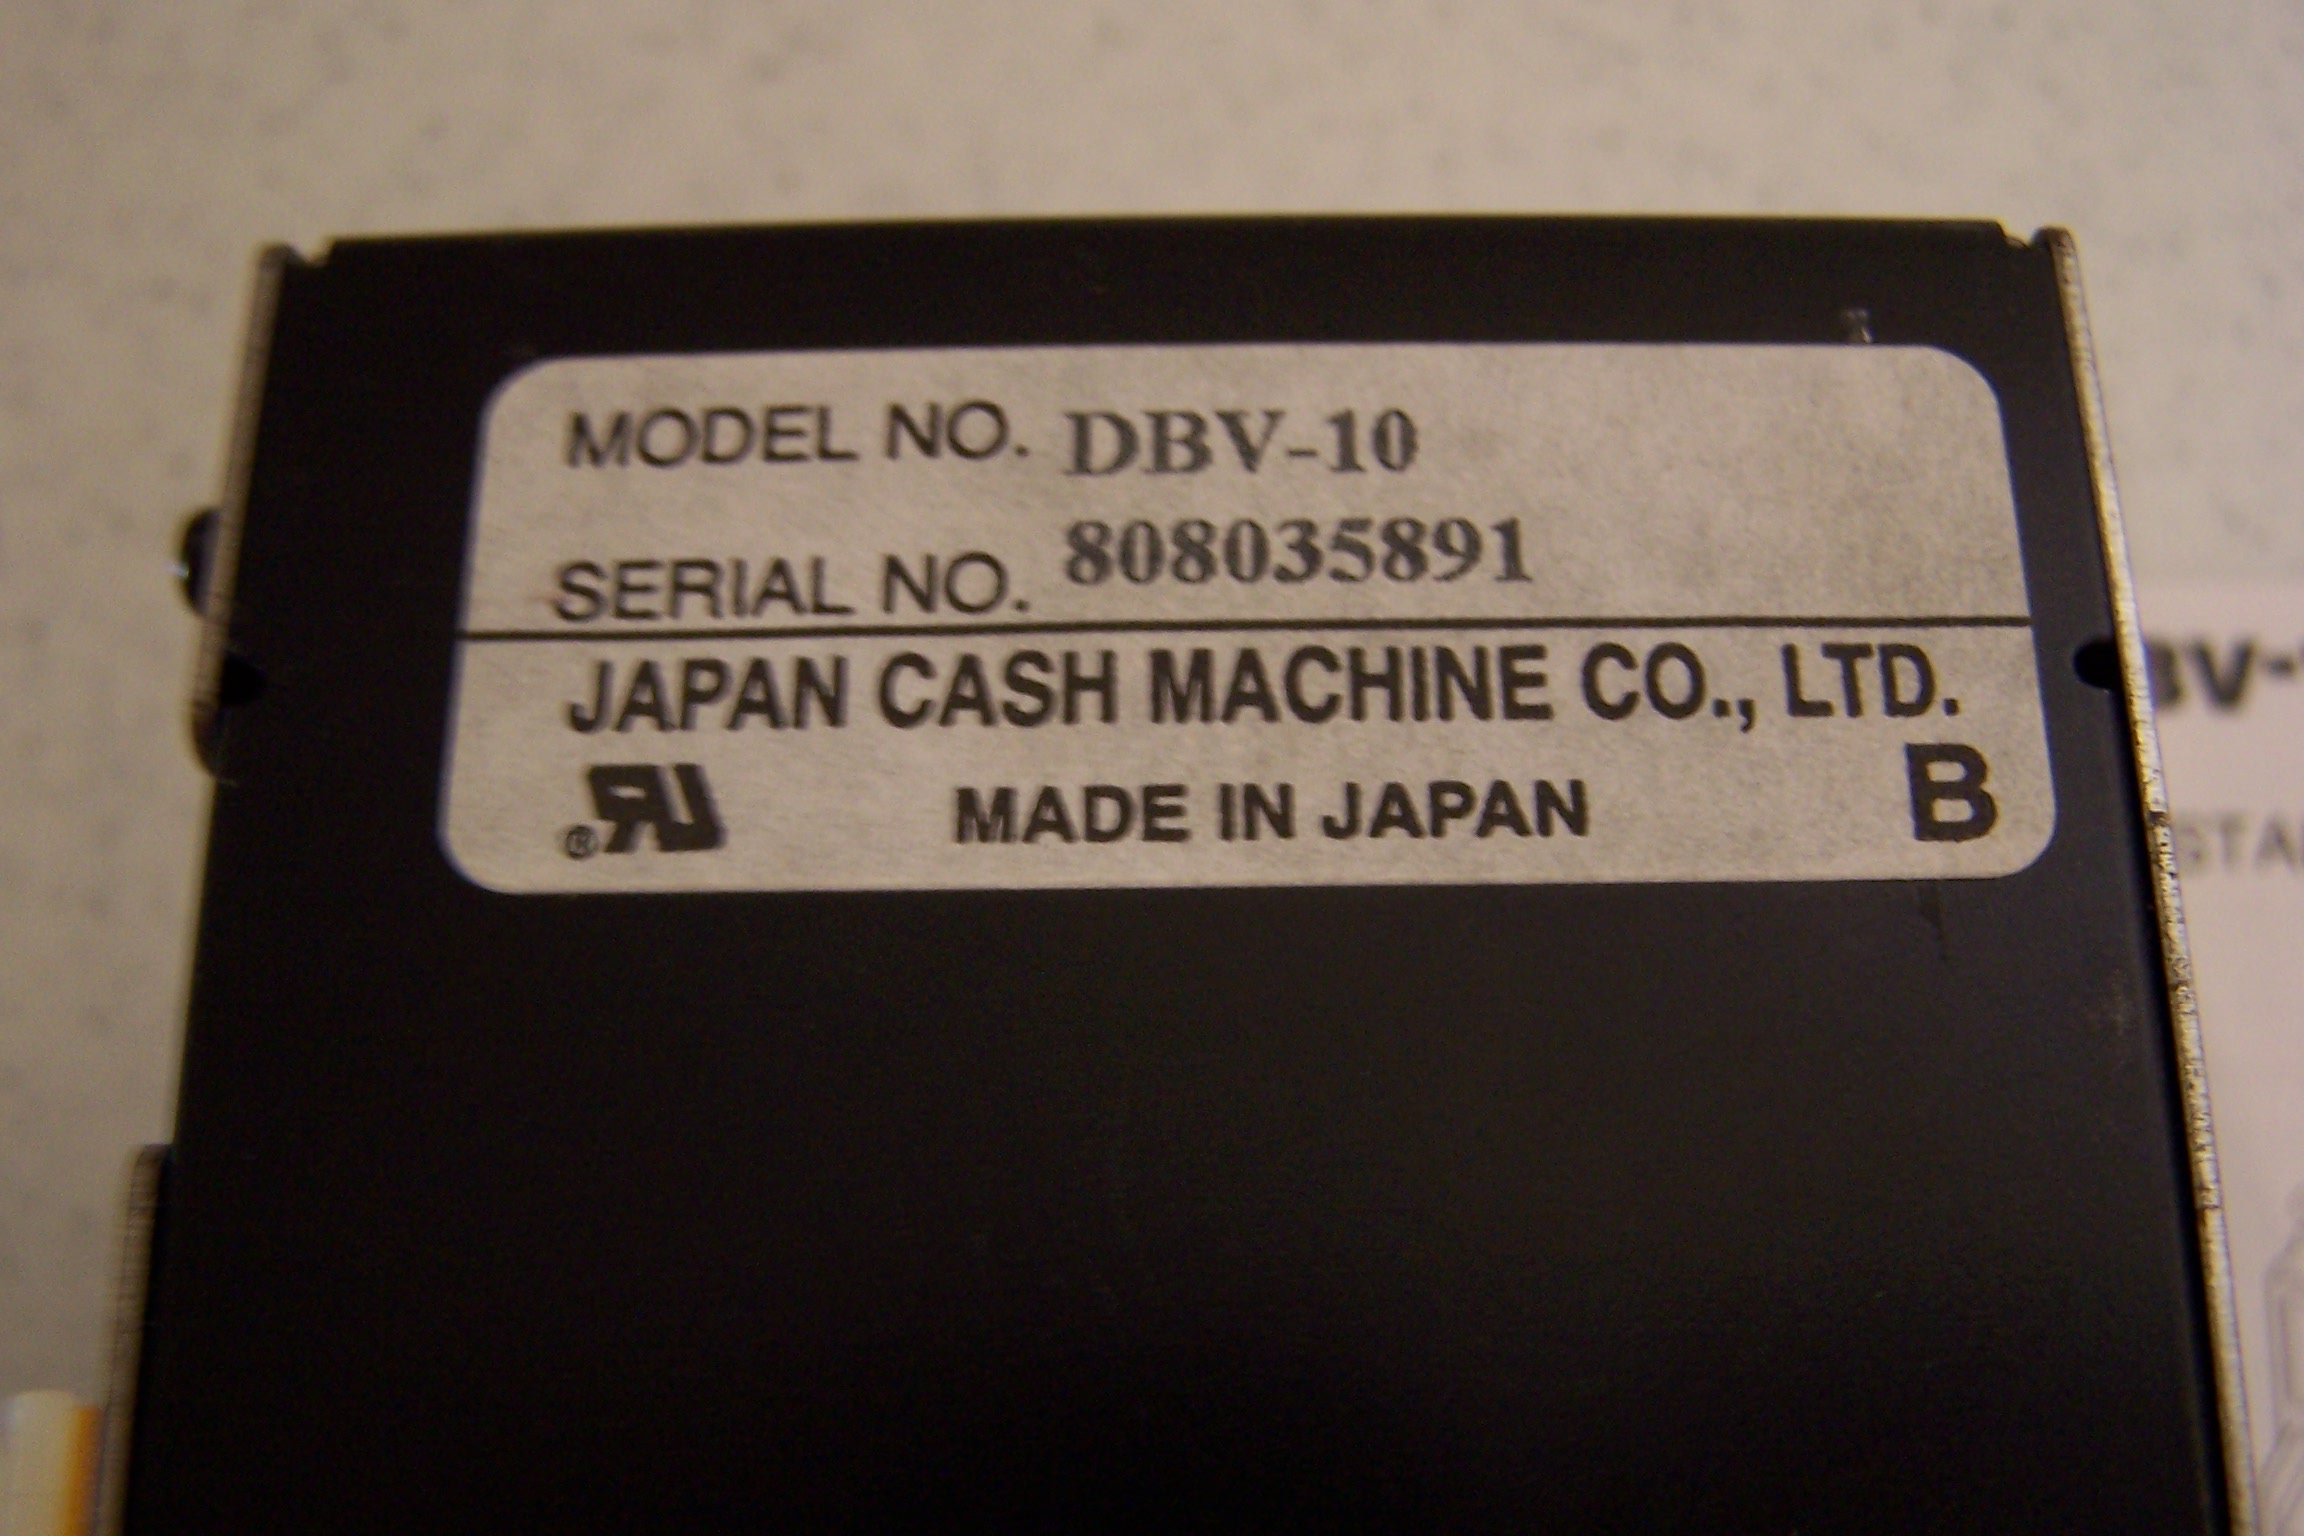 MODEL NO. DBV-10
SERIAL NO. 808035891
JAPAN CASH MACHINE CO., LTD.
MADE IN JAPAN
B